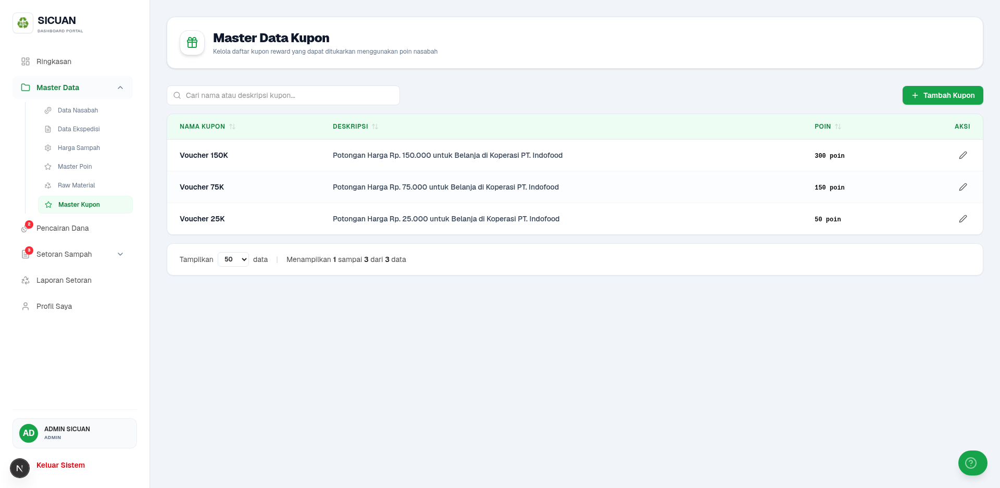 SICUAN
DASHBOARD PORTAL
Ringkasan
Master Data
Data Nasabah
Data Ekspedisi
Harga Sampah
Master Poin
Raw Material
Master Kupon
2
Pencairan Dana
3
Setoran Sampah
Laporan Setoran
Profil Saya
AD
ADMIN SICUAN
ADMIN
N
Keluar Sistem
Master Data Kupon
Kelola daftar kupon reward yang dapat ditukarkan menggunakan poin nasabah
Cari nama atau deskripsi kupon...
Tambah Kupon
NAMA KUPON DESKRIPSI POIN AKSI
Voucher 150K Potongan Harga Rp. 150.000 untuk Belanja di Koperasi PT. Indofood 300 poin
Voucher 75K Potongan Harga Rp. 75.000 untuk Belanja di Koperasi PT. Indofood 150 poin
Voucher 25K Potongan Harga Rp. 25.000 untuk Belanja di Koperasi PT. Indofood 50 poin
Tampilkan 50 data | Menampilkan 1 sampai 3 dari 3 data